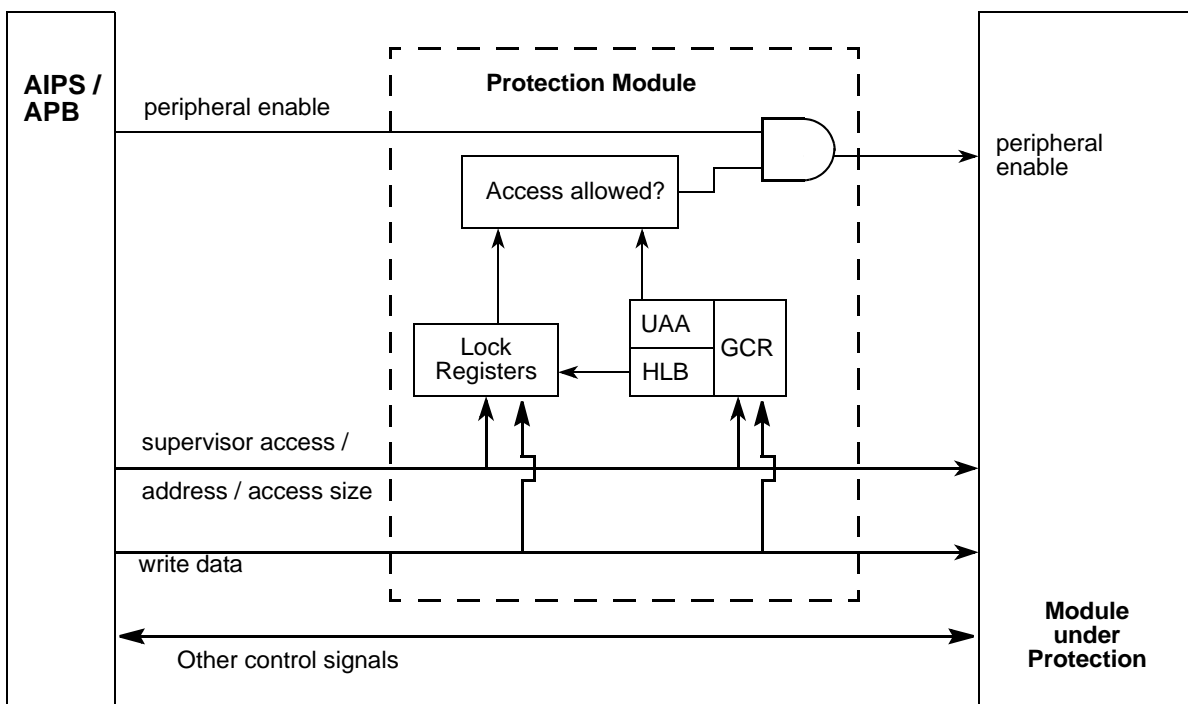 AIPS /
APB
peripheral enable
Protection Module
peripheral
enable
Access allowed?
UAA
HLB
GCR
Lock
Registers
supervisor access /
address / access size
write data
Other control signals
Module
under
Protection